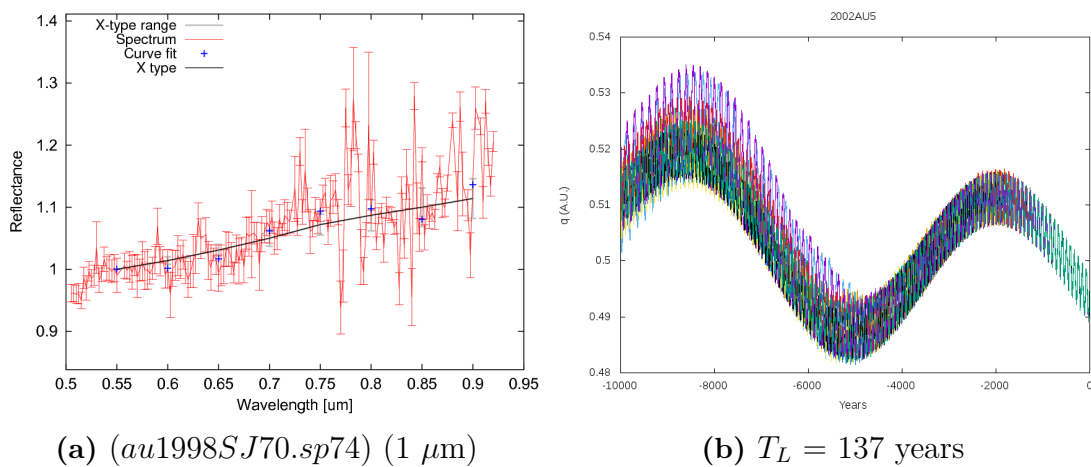 X-type range
Spectrum
Curve fit
X type
1.4
1.3
1.2
1.1
1
0.9
Reflectance
0.5 0.55 0.6 0.65 0.7 0.75 0.8 0.85 0.9 0.95
Wavelength [um]
(a) (au1998SJ70.sp74) (1 μm)
2002AU5
0.54
0.53
0.52
0.51
0.5
0.49
0.48
q (A.U.)
-10000 -8000 -6000 -4000 -2000 0
Years
(b) T_L = 137 years